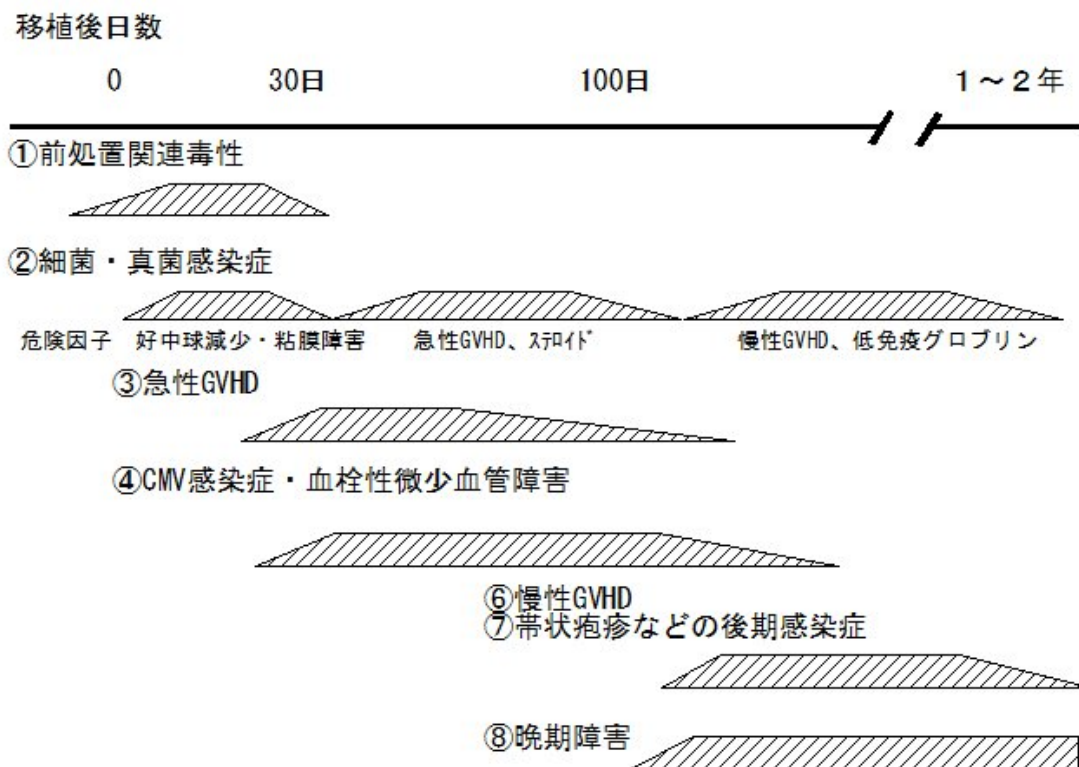 移植後日数
0 30日 100日 1～2年
①前処置関連毒性
②細菌・真菌感染症
危険因子 好中球減少・粘膜障害 急性GVHD、ｽﾃﾛｲﾄﾞ 慢性GVHD、低免疫グロブリン
③急性GVHD
④CMV感染症・血栓性微少血管障害
⑥慢性GVHD
⑦帯状疱疹などの後期感染症
⑧晩期障害